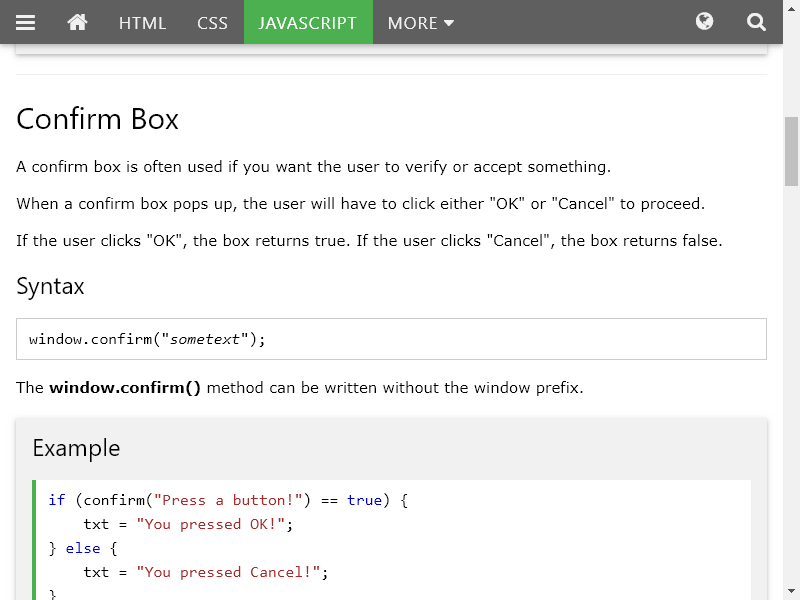 HTML CSS JAVASCRIPT MORE
Confirm Box
A confirm box is often used if you want the user to verify or accept something.
When a confirm box pops up, the user will have to click either "OK" or "Cancel" to proceed.
If the user clicks "OK", the box returns true. If the user clicks "Cancel", the box returns false.
Syntax
window.confirm("sometext");
The window.confirm() method can be written without the window prefix.
Example
if (confirm("Press a button!") == true) {
    txt = "You pressed OK!";
} else {
    txt = "You pressed Cancel!";
}